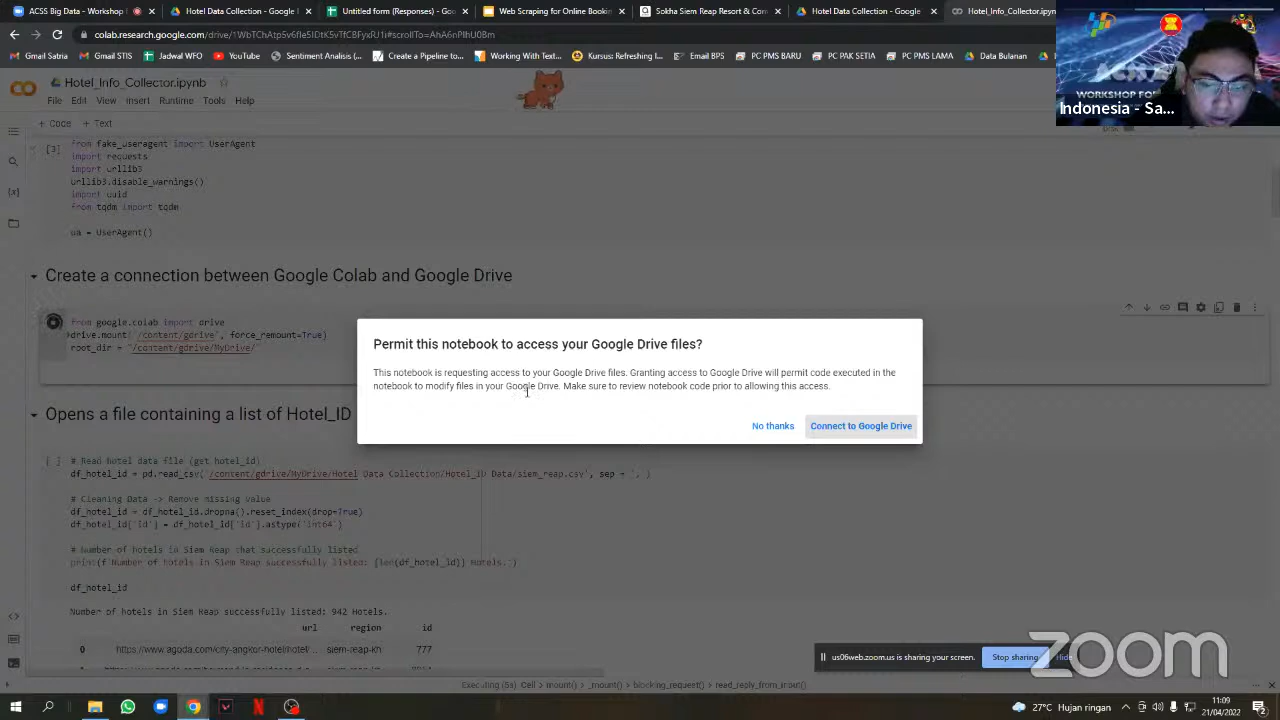 ACSS Big Data - Google D
Hotel Data Collection - G
Untitled form (Responses) - G
Web Scraping for Online Booki
Sokha Siem Reap Resort & Con
Hotel Data Collection - Google D
Hotel_Info_Collector.ipynb
colab.research.google.com/drive/
Gmail Satria
Gmail STIS
Jadwal WFO
YouTube to MP3 Co...
Create a Pipeline to...
Working With Text...
Kursus: Refreshing I...
Email BPS
PC PMS BARU
PC PAK SETIA
PC PMS LAMA
Data Bulanan
Sentimen
WORKSHOP FO
Indonesia - Sa...
Hotel_Info_Collector.ipynb
File Edit View Insert Runtime Tools Help
+ Code + Text
[3] from fake_useragent import UserAgent
import requests
import urllib3
urllib3.disable_warnings()
import uuid
from tqdm import tqdm
ua = UserAgent()
Create a connection between Google Colab and Google Drive
from google.colab import drive
drive.mount("/content/gdrive", force_remount=True)
root_dir = "/content/gdrive/MyDrive/"
Permit this notebook to access your Google Drive files?
This notebook is requesting access to your Google Drive files. Granting access to Google Drive will permit code executed in the
notebook to modify files in your Google Drive. Make sure to review notebook code prior to allowing this access.
No thanks
Connect to Google Drive
Opens a file containing a list of Hotel_ID
[ ] # Read hotel data file (get hotel_id)
df_hotel_id = pd.read_csv('/content/gdrive/MyDrive/Hotel Data Collection/Hotel_ID Data/siem_reap.csv', sep = ',')
# Cleaning Data -> missing value
df_hotel_id = df_hotel_id.dropna().reset_index(drop=True)
df_hotel_id['id'] = df_hotel_id['id'].astype('int64')
# Number of hotels in Siem Reap that successfully listed
print(f'Number of hotels in Siem Reap successfully listed: {len(df_hotel_id)} Hotels.')
df_hotel_id
Number of hotels in Siem Reap successfully listed: 942 Hotels.
url region id
0 https://www.agoda.com/city-angkor-hotel/hotel/... siem-reap-kh 777
us06web.zoom.us is sharing your screen.
Stop sharing
Hide
zoom
Executing (5s) Cell > mount() > _mount() > blocking_request() > read_reply_from_input()
27°C Hujan ringan
11:09
21/04/2022
2